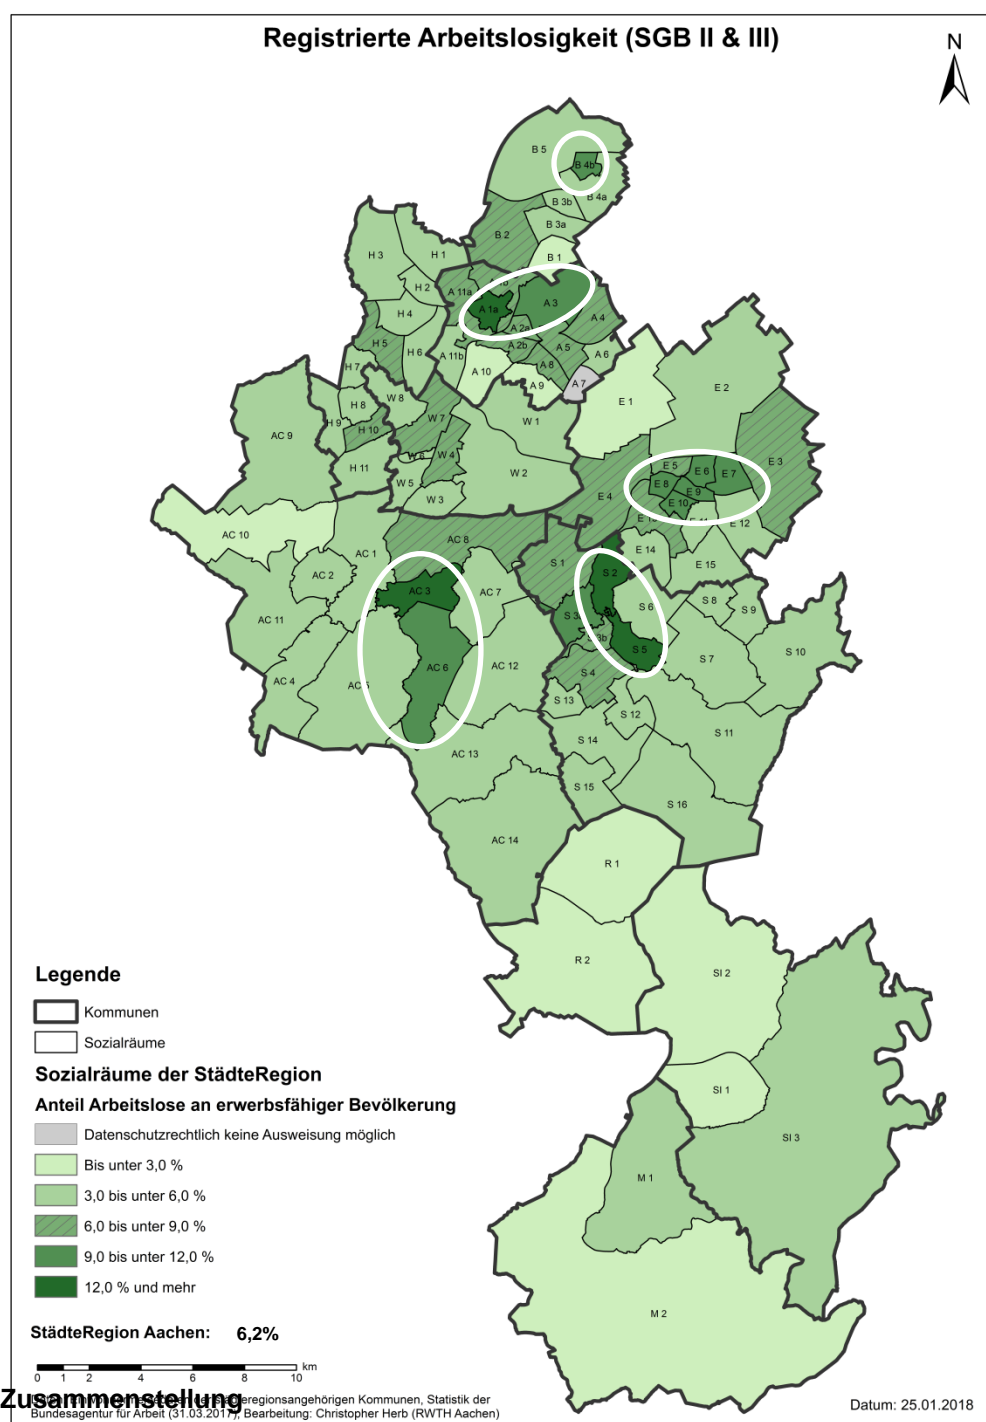 Registrierte Arbeitslosigkeit (SGB II & III)
N
B 5
B 4b
B 4a
B 3b
B 3a
B 2
B 1
H 3
H 1
H 2
H 4
H 5
H 6
H 7
H 8
H 9
H 10
H 11
A 11a
A 1a
A 3
A 2a
A 2b
A 4
A 5
A 6
A 11b
A 8
A 10
A 9
A 7
W 8
W 7
W 1
W 6
W 4
W 2
W 5
W 3
E 1
E 2
E 3
E 4
E 5
E 6
E 7
E 8
E 9
E 10
E 12
E 14
E 15
AC 9
AC 10
AC 8
AC 1
AC 2
AC 3
AC 7
AC 11
AC 6
AC 12
AC 4
AC 13
AC 14
S 1
S 2
S 6
S 8
S 9
S 5
S 7
S 10
S 4
S 13
S 12
S 11
S 14
S 15
S 16
R 1
R 2
SI 2
SI 1
SI 3
M 1
M 2
Legende
Kommunen
Sozialräume
Sozialräume der StädteRegion
Anteil Arbeitslose an erwerbsfähiger Bevölkerung
Datenschutzrechtlich keine Ausweisung möglich
Bis unter 3,0 %
3,0 bis unter 6,0 %
6,0 bis unter 9,0 %
9,0 bis unter 12,0 %
12,0 % und mehr
StädteRegion Aachen: 6,2%
km
0 1 2 4 6 8 10
Zusammenstellung
regionsangehörigen Kommunen, Statistik der
Bundesagentur für Arbeit (31.03.2017), Bearbeitung: Christopher Herb (RWTH Aachen)
Datum: 25.01.2018